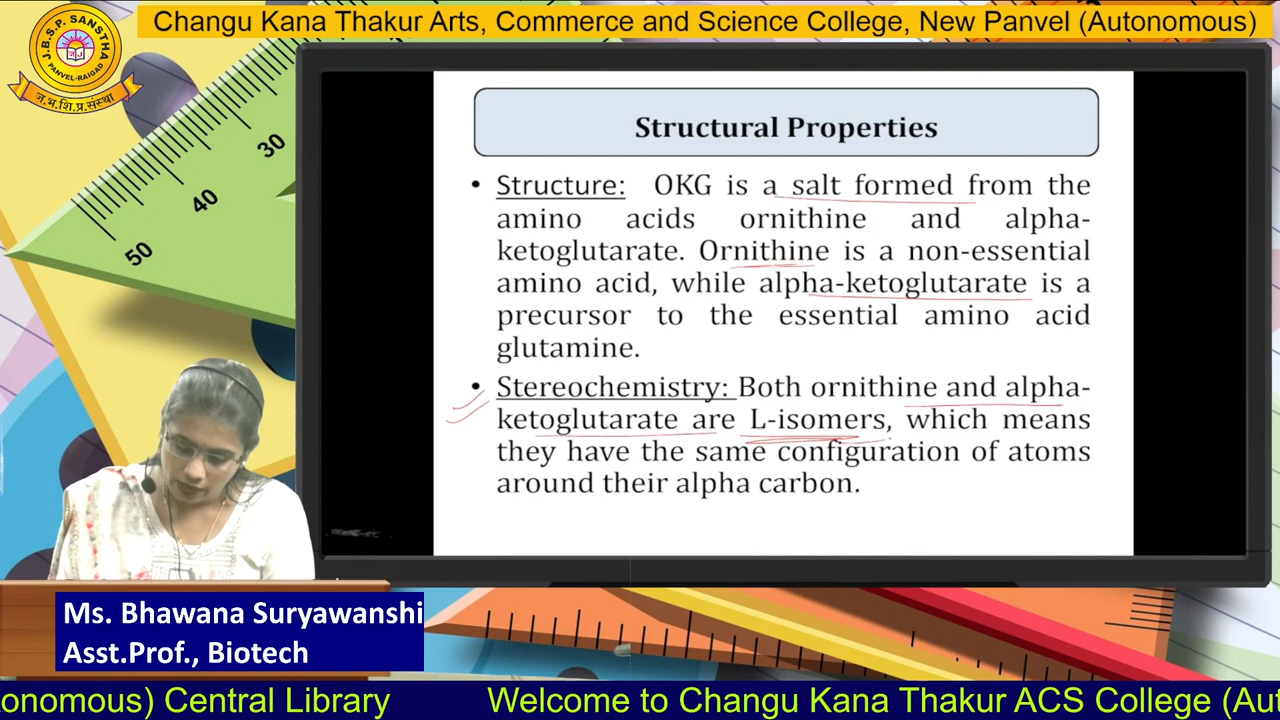 Changu Kana Thakur Arts, Commerce and Science College, New Panvel (Autonomous)
J.B.S.P. SANSTHA
PANVEL-RAIGAD
ज.भ.शि.प्र.संस्था
30
40
50
Structural Properties
• Structure: OKG is a salt formed from the
amino acids ornithine and alpha-
ketoglutarate. Ornithine is a non-essential
amino acid, while alpha-ketoglutarate is a
precursor to the essential amino acid
glutamine.
• Stereochemistry: Both ornithine and alpha-
ketoglutarate are L-isomers, which means
they have the same configuration of atoms
around their alpha carbon.
Ms. Bhawana Suryawanshi
Asst.Prof., Biotech
onomous) Central Library Welcome to Changu Kana Thakur ACS College (Aut